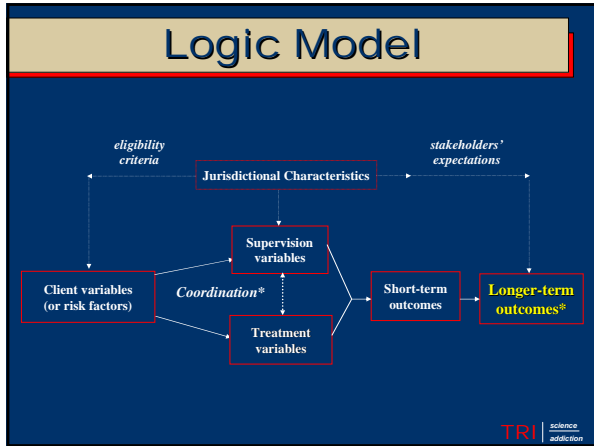 Logic Model
eligibility
criteria
stakeholders'
expectations
Jurisdictional Characteristics
Supervision
variables
Client variables
(or risk factors)
Coordination*
Short-term
outcomes
Longer-term
outcomes*
Treatment
variables
TRI
science
addiction